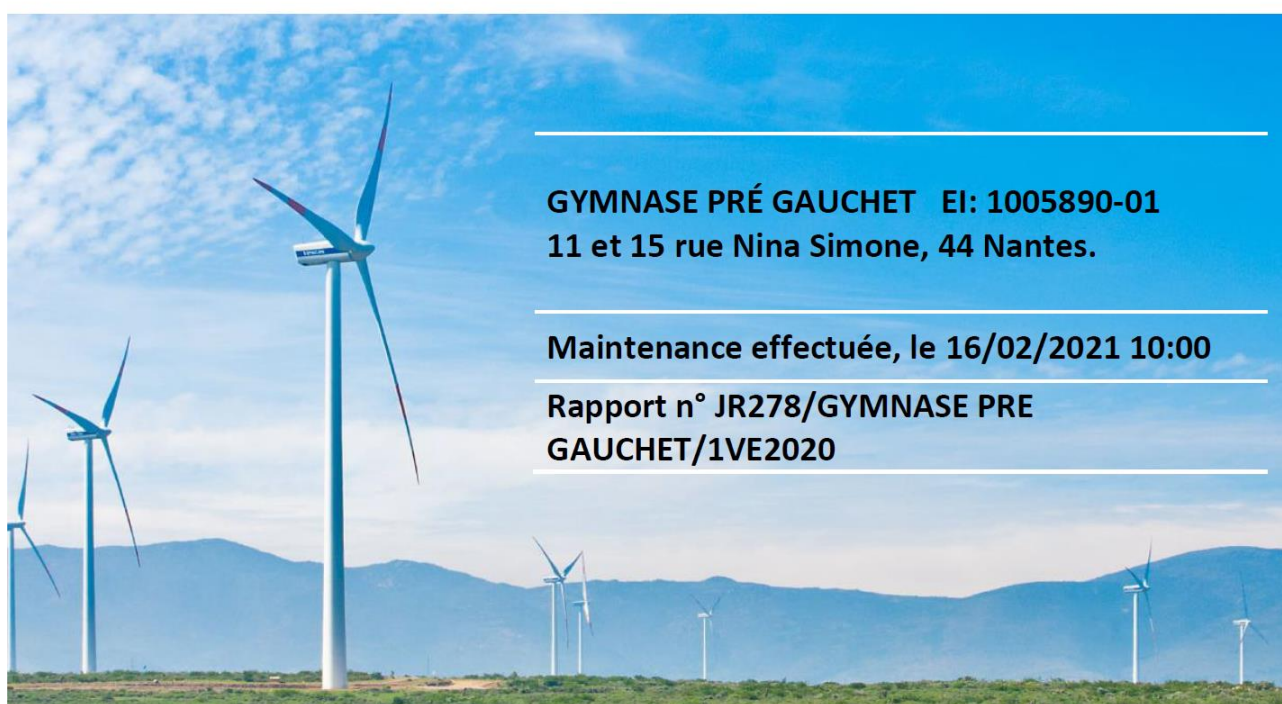 GYMNASE PRÉ GAUCHET EI: 1005890-01
11 et 15 rue Nina Simone, 44 Nantes.
Maintenance effectuée, le 16/02/2021 10:00
Rapport n° JR278/GYMNASE PRE
GAUCHET/1VE2020